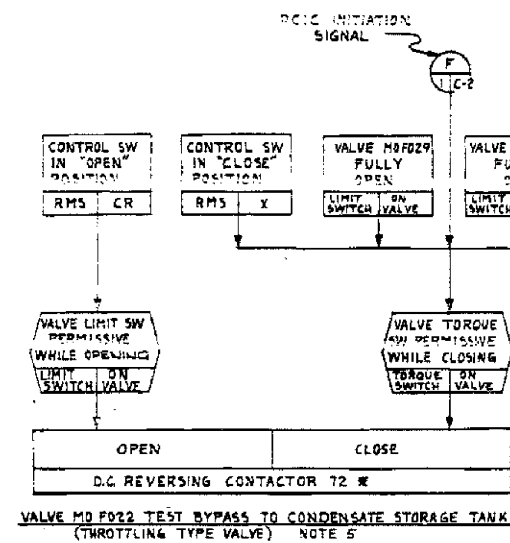 RCIC INITIATION
SIGNAL
F
1 C-2
CONTROL SW
IN "OPEN"
POSITION
RMS CR
CONTROL SW
IN "CLOSE"
POSITION
RMS X
VALVE MOF029
FULLY
OPEN
LIMIT SWITCH ON VALVE
VALVE
FU
O
LIMIT
SWITCH
VALVE LIMIT SW
PERMISSIVE
WHILE OPENING
LIMIT SWITCH ON VALVE
VALVE TORQUE
SW PERMISSIVE
WHILE CLOSING
TORQUE SWITCH ON VALVE
OPEN CLOSE
D.C. REVERSING CONTACTOR 72 *
VALVE MO F022 TEST BYPASS TO CONDENSATE STORAGE TANK
(THROTTLING TYPE VALVE) NOTE 5